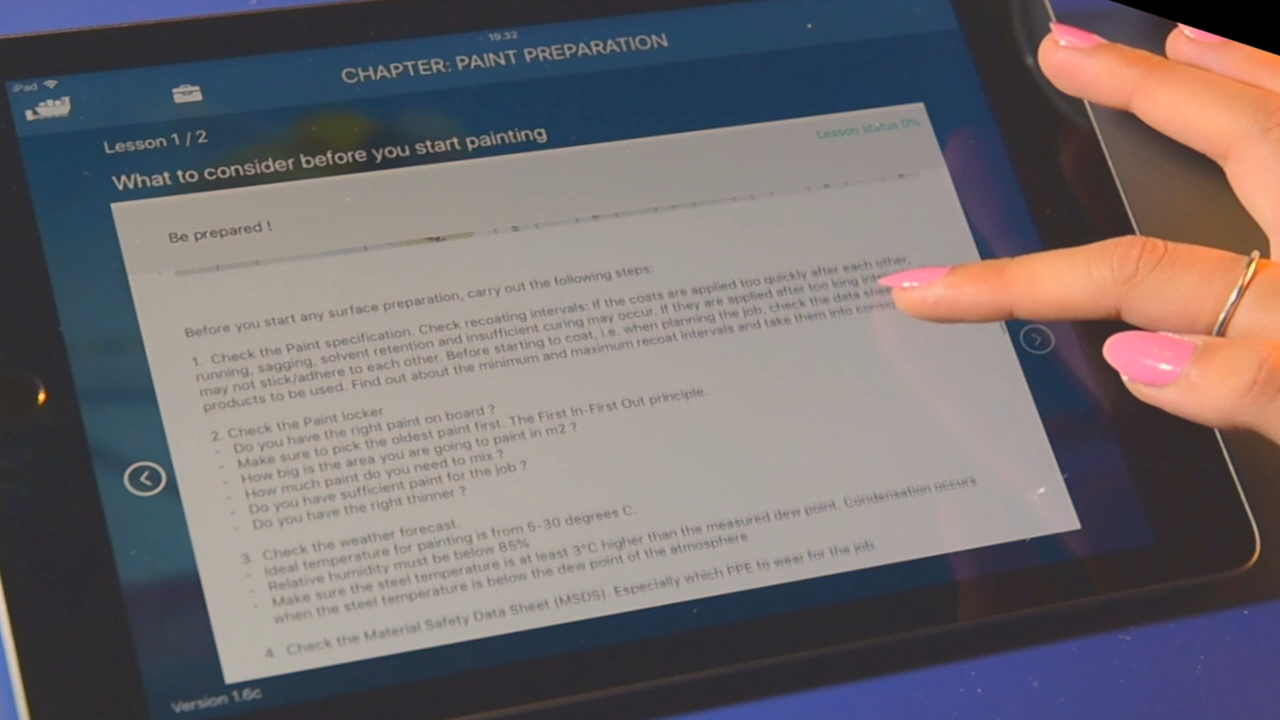 iPad
19.32
CHAPTER: PAINT PREPARATION
Lesson 1 / 2
What to consider before you start painting
Lesson status 0%
Be prepared !
Before you start any surface preparation, carry out the following steps:
1. Check the Paint specification. Check recoating intervals: If the coats are applied too quickly after each other,
running, sagging, solvent retention and insufficient curing may occur. If they are applied after too long
may not stick/adhere to each other. Before starting to coat, i.e. when planning the job, check the data
products to be used. Find out about the minimum and maximum recoat intervals and take them into
2. Check the Paint locker
- Do you have the right paint on board ?
- Make sure to pick the oldest paint first. The First In-First Out principle.
- How big is the area you are going to paint in m2 ?
- How much paint do you need to mix ?
- Do you have sufficient paint for the job ?
- Do you have the right thinner ?
3. Check the weather forecast.
- Ideal temperature for painting is from 5-30 degrees C.
- Relative humidity must be below 85%
- Make sure the steel temperature is at least 3°C higher than the measured dew point. Condensation occurs
when the steel temperature is below the dew point of the atmosphere.
4. Check the Material Safety Data Sheet (MSDS). Especially which PPE to wear for the job.
Version 1.6c